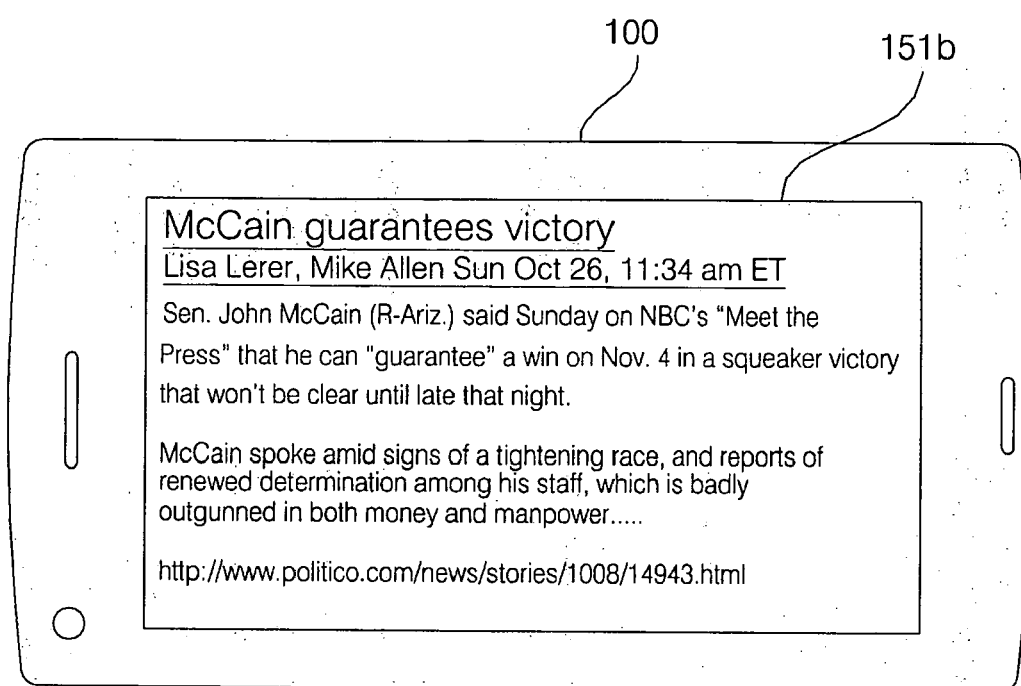 100
151b
McCain guarantees victory
Lisa Lerer, Mike Allen Sun Oct 26, 11:34 am ET
Sen. John McCain (R-Ariz.) said Sunday on NBC's "Meet the
Press" that he can "guarantee" a win on Nov. 4 in a squeaker victory
that won't be clear until late that night.
McCain spoke amid signs of a tightening race, and reports of
renewed determination among his staff, which is badly
outgunned in both money and manpower.....
http://www.politico.com/news/stories/1008/14943.html